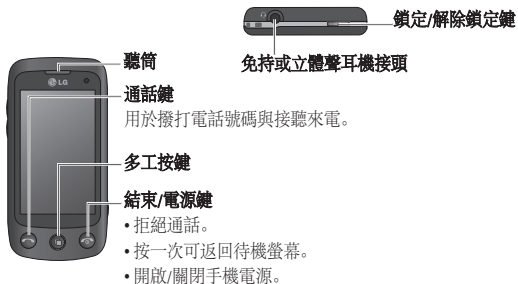 鎖定/解除鎖定鍵
免持或立體聲耳機接頭
聽筒
LG
通話鍵
用於撥打電話號碼與接聽來電。
多工按鍵
結束/電源鍵
• 拒絕通話。
• 按一次可返回待機螢幕。
• 開啟/關閉手機電源。